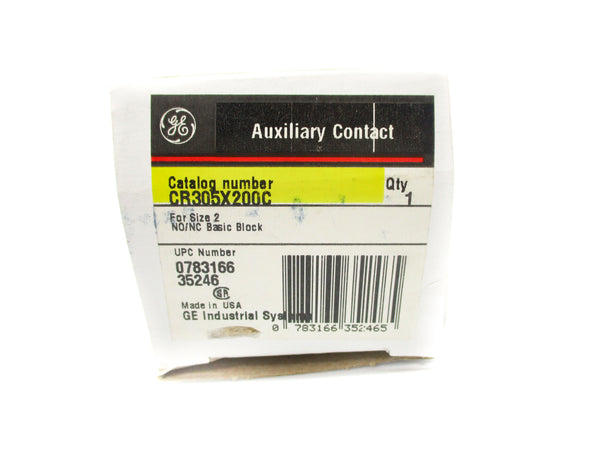 GE
Auxiliary Contact
Catalog number Qty
CR305X200C 1
For Size 2
NO/NC Basic Block
UPC Number
0783166
35246
SA
Made in USA
GE Industrial Systems
0 783166 352465